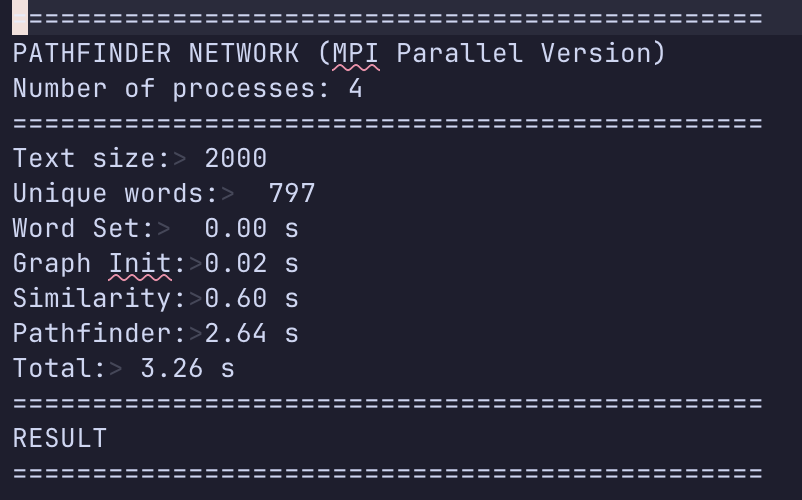 ===============================================
PATHFINDER NETWORK (MPI Parallel Version)
Number of processes: 4
===============================================
Text size:> 2000
Unique words:>  797
Word Set:>  0.00 s
Graph Init:>0.02 s
Similarity:>0.60 s
Pathfinder:>2.64 s
Total:> 3.26 s
===============================================
RESULT
===============================================